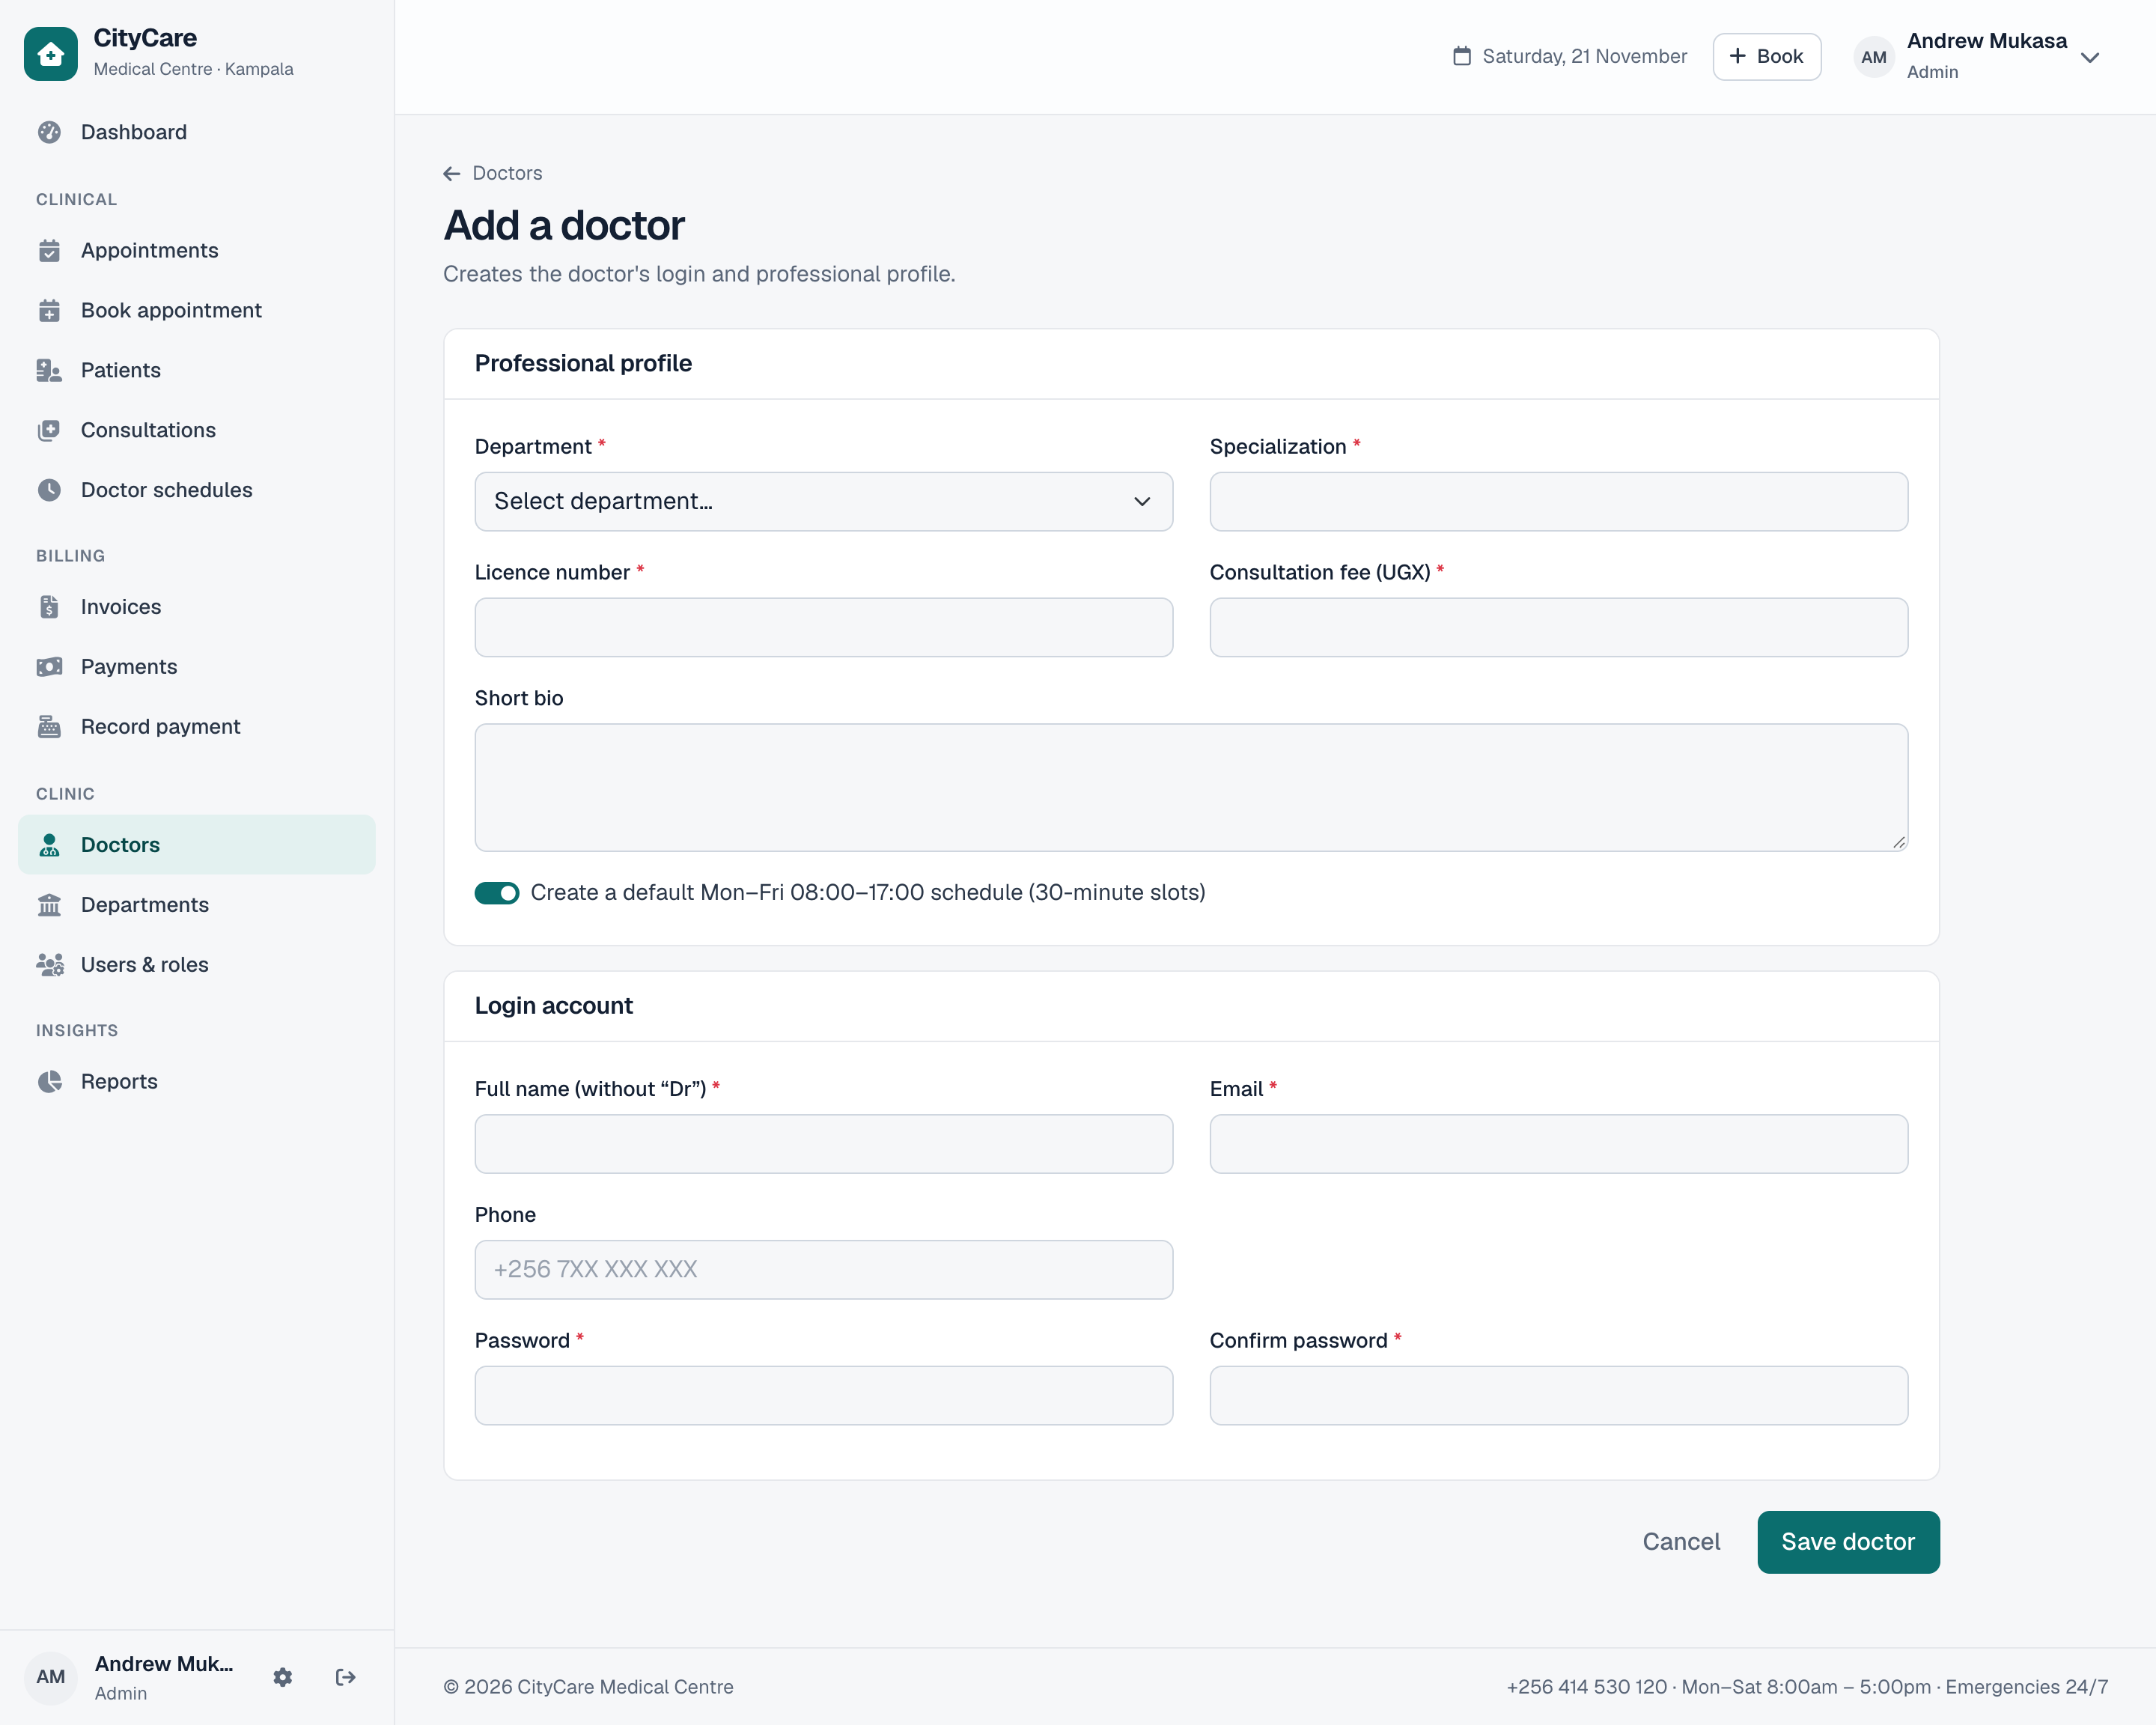 CityCare
Medical Centre · Kampala
Dashboard
CLINICAL
Appointments
Book appointment
Patients
Consultations
Doctor schedules
BILLING
Invoices
Payments
Record payment
CLINIC
Doctors
Departments
Users & roles
INSIGHTS
Reports
AM
Andrew Muk...
Admin
Saturday, 21 November
+ Book
AM
Andrew Mukasa
Admin
← Doctors
Add a doctor
Creates the doctor's login and professional profile.
Professional profile
Department *
Select department...
Specialization *
Licence number *
Consultation fee (UGX) *
Short bio
Create a default Mon–Fri 08:00–17:00 schedule (30-minute slots)
Login account
Full name (without “Dr”) *
Email *
Phone
+256 7XX XXX XXX
Password *
Confirm password *
Cancel
Save doctor
© 2026 CityCare Medical Centre
+256 414 530 120 · Mon–Sat 8:00am – 5:00pm · Emergencies 24/7